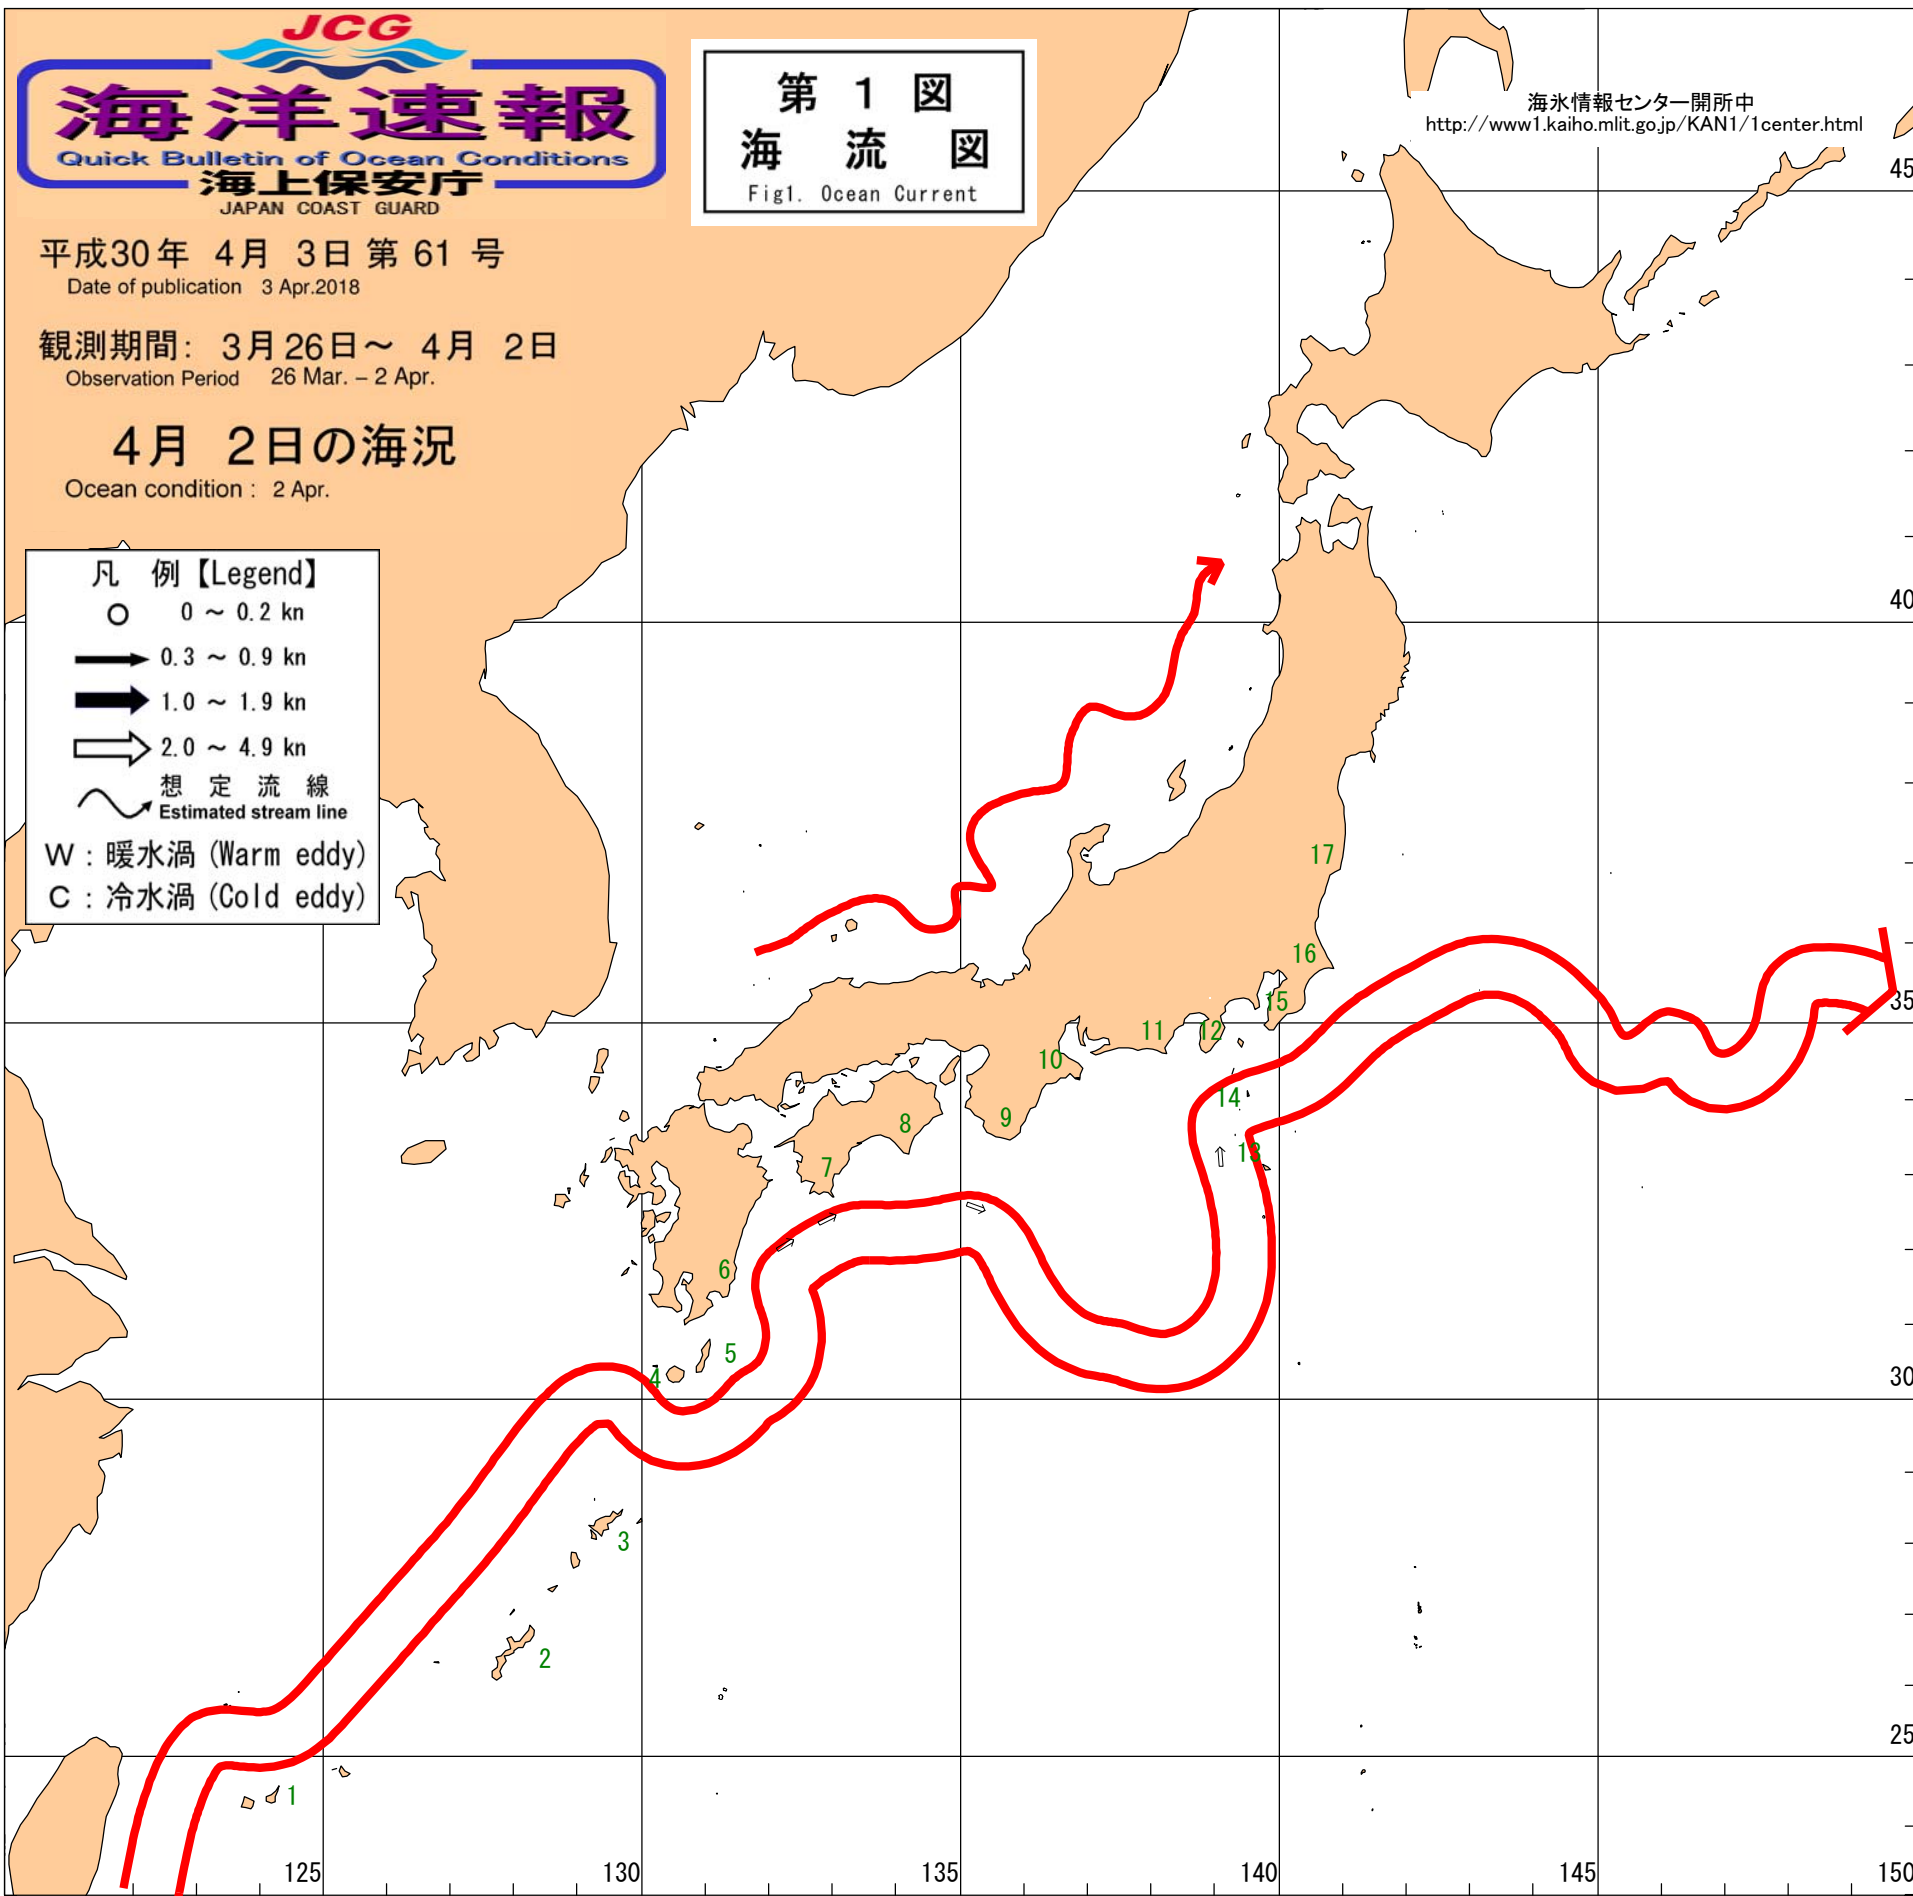 JCG
海洋速報
Quick Bulletin of Ocean Conditions
海上保安庁
JAPAN COAST GUARD
第 1 図
海 流 図
Fig1. Ocean Current
海氷情報センター開所中
http://www1.kaiho.mlit.go.jp/KAN1/1center.html
平成30年 4月 3日 第 61 号
Date of publication 3 Apr.2018
観測期間: 3月26日～ 4月 2日
Observation Period 26 Mar. – 2 Apr.
4月 2日の海況
Ocean condition : 2 Apr.
凡 例【Legend】
0 ～ 0.2 kn
0.3 ～ 0.9 kn
1.0 ～ 1.9 kn
2.0 ～ 4.9 kn
想 定 流 線
Estimated stream line
W : 暖水渦 (Warm eddy)
C : 冷水渦 (Cold eddy)
45
40
17
16
15
35
12
11
10
14
9
8
13
7
6
5
4
30
3
2
25
1
125
130
135
140
145
150